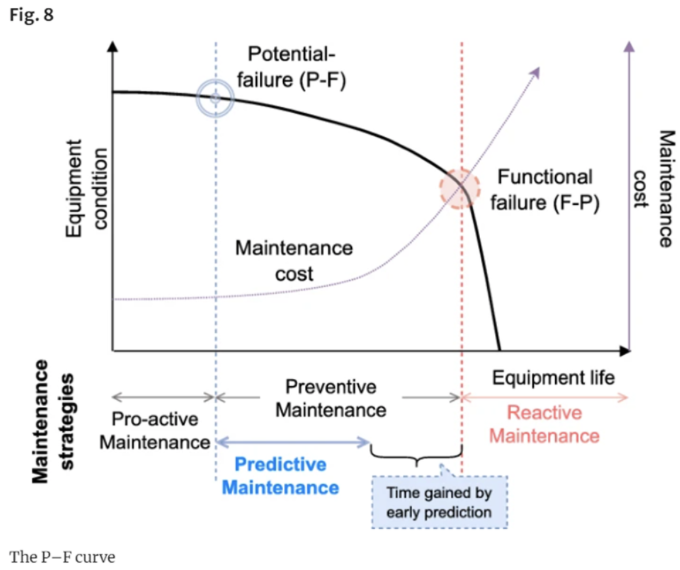 Fig. 8
Potential-
failure (P-F)
Equipment
condition
Functional
failure (F-P)
Maintenance
cost
Maintenance
cost
Maintenance
strategies
Equipment life
Preventive
Maintenance
Pro-active
Maintenance
Reactive
Maintenance
Predictive
Maintenance
Time gained by
early prediction
The P–F curve